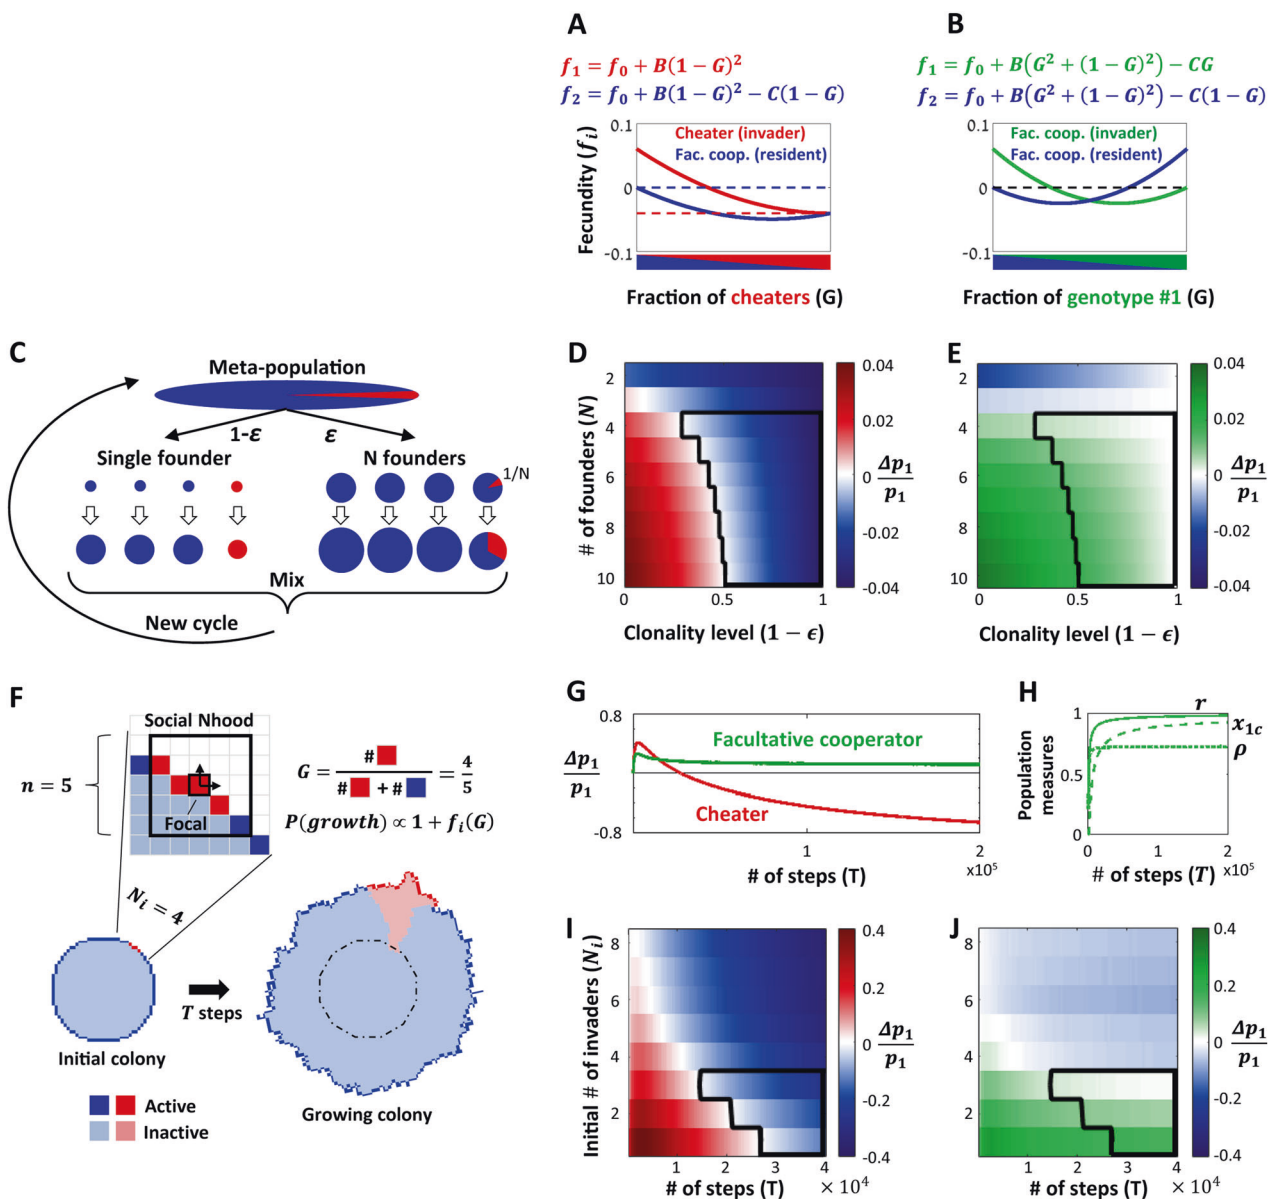 A
f₁ = f₀ + B(1 − G)²
f₂ = f₀ + B(1 − G)² − C(1 − G)
Fecundity (fᵢ)
0.1
0
-0.1
Cheater (invader)
Fac. coop. (resident)
Fraction of cheaters (G)
B
f₁ = f₀ + B(G² + (1 − G)²) − CG
f₂ = f₀ + B(G² + (1 − G)²) − C(1 − G)
0.1
0
-0.1
Fac. coop. (invader)
Fac. coop. (resident)
Fraction of genotype #1 (G)
C
Meta-population
1-ε
ε
Single founder
N founders
1/N
Mix
New cycle
D
# of founders (N)
2
4
6
8
10
0
0.5
1
Clonality level (1 − ϵ)
0.04
0.02
0
-0.02
-0.04
Δp₁
p₁
E
2
4
6
8
10
0
0.5
1
Clonality level (1 − ϵ)
0.04
0.02
0
-0.02
-0.04
Δp₁
p₁
F
Social Nhood
n = 5
Focal
G = # / # + # = 4/5
P(growth) ∝ 1 + fᵢ(G)
Nᵢ = 4
T steps
Initial colony
Growing colony
Active
Inactive
G
0.8
Δp₁
p₁
-0.8
Facultative cooperator
Cheater
1
2
x10⁵
# of steps (T)
H
Population
measures
1
0.5
0
r
x₁c
ρ
0
1
2
x10⁵
# of steps (T)
I
Initial # of invaders (Nᵢ)
8
6
4
2
1
2
3
4
# of steps (T)
× 10⁴
0.4
0.2
0
-0.2
-0.4
Δp₁
p₁
J
8
6
4
2
1
2
3
4
# of steps (T)
× 10⁴
0.4
0.2
0
-0.2
-0.4
Δp₁
p₁